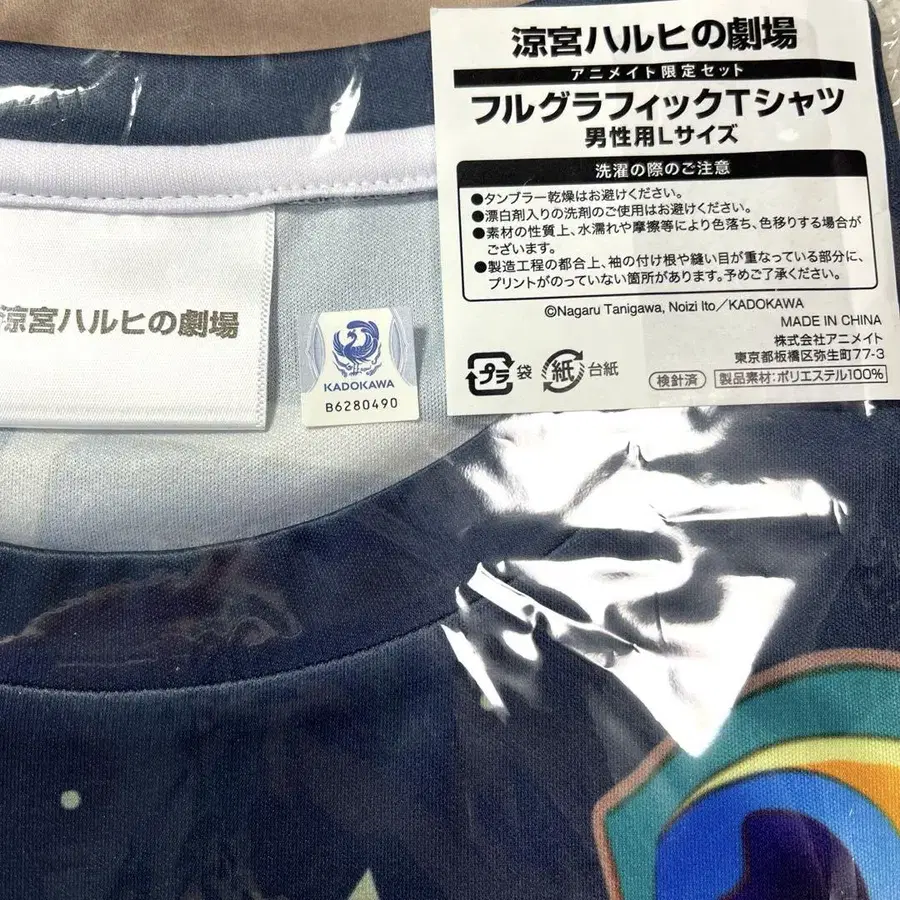 涼宮ハルヒの劇場
アニメイト限定セット
フルグラフィックTシャツ
男性用Lサイズ
洗濯の際のご注意
●タンブラー乾燥はお避けください。
●漂白剤入りの洗剤のご使用はお避けください。
●素材の性質上、水濡れや摩擦等により色落ち、色移りする場合が
ございます。
●製造工程の都合上、袖の付け根や縫い目が重なっている部分に、
プリントがのっていない箇所があります。予めご了承ください。
©Nagaru Tanigawa, Noizi Ito／KADOKAWA
MADE IN CHINA
株式会社アニメイト
東京都板橋区弥生町77-3
プラ 袋 紙 台紙
検針済 製品素材:ポリエステル100%
涼宮ハルヒの劇場
KADOKAWA
B6280490